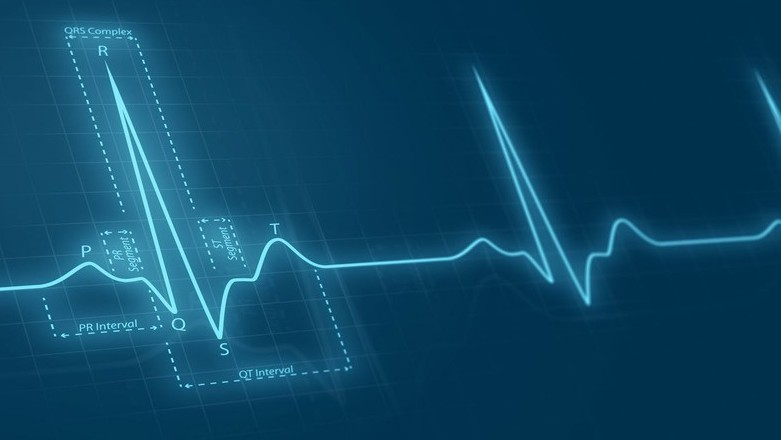 QRS Complex
R
P
PR
Segment
ST
Segment
T
PR Interval
Q
S
QT Interval